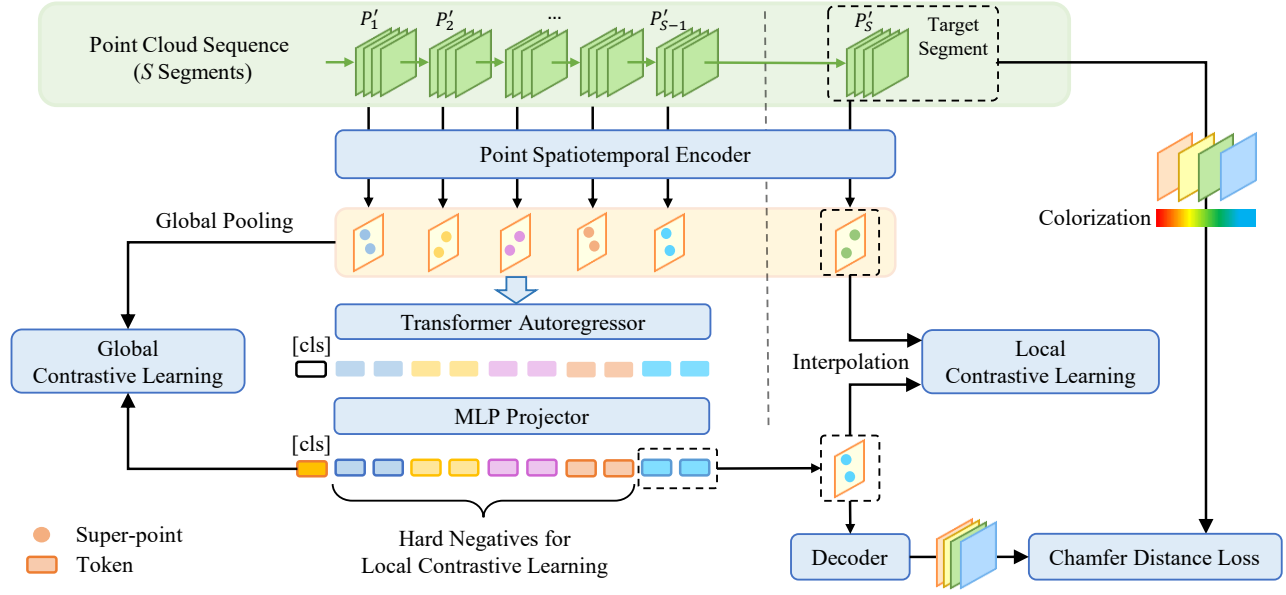 Point Cloud Sequence
(S Segments)
P′₁
P′₂
...
P′S−1
P′S
Target
Segment
Point Spatiotemporal Encoder
Global Pooling
Colorization
Transformer Autoregressor
[cls]
Global
Contrastive Learning
Interpolation
Local
Contrastive Learning
MLP Projector
[cls]
Hard Negatives for
Local Contrastive Learning
Super-point
Token
Decoder
Chamfer Distance Loss